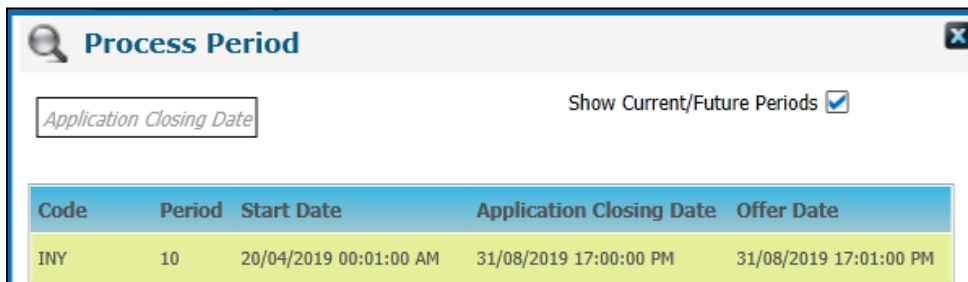 Process Period
Show Current/Future Periods
Application Closing Date
Code Period Start Date Application Closing Date Offer Date
INY 10 20/04/2019 00:01:00 AM 31/08/2019 17:00:00 PM 31/08/2019 17:01:00 PM